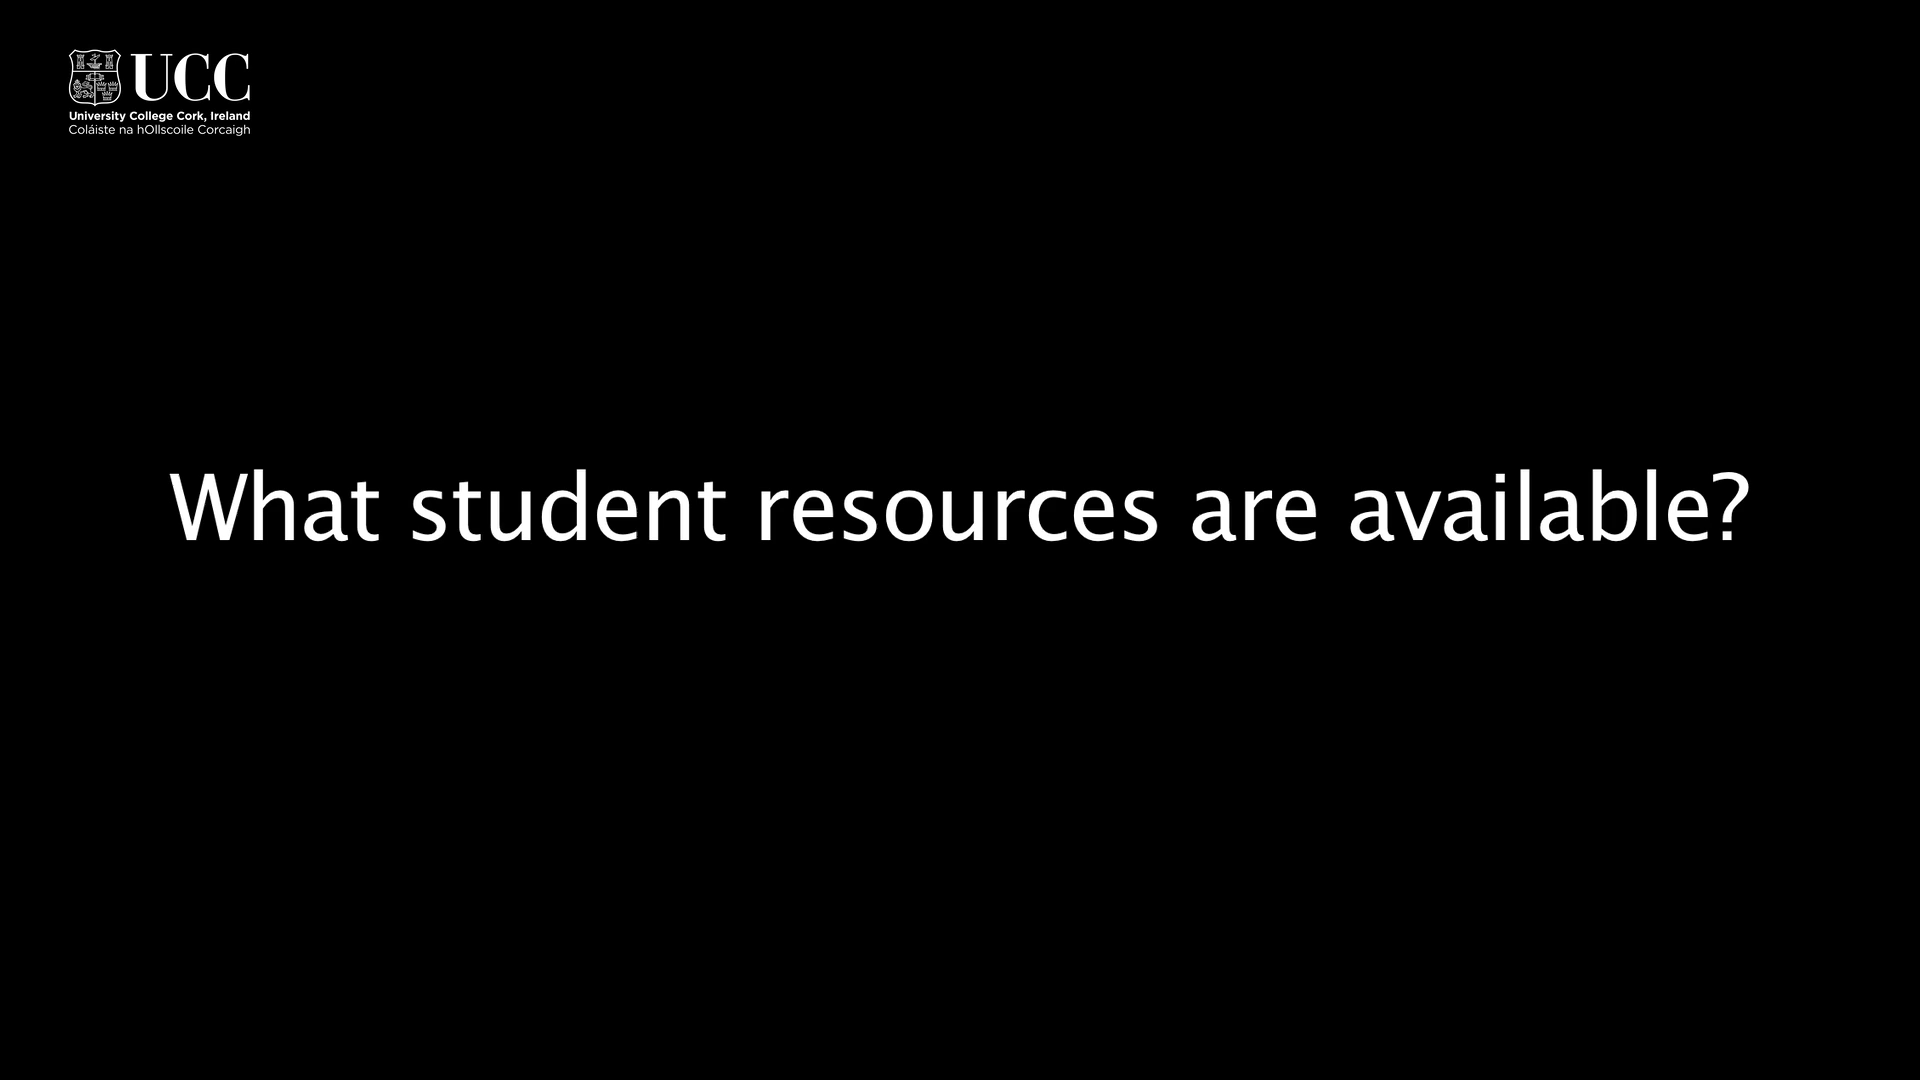 UCC
University College Cork, Ireland
Coláiste na hOllscoile Corcaigh
What student resources are available?